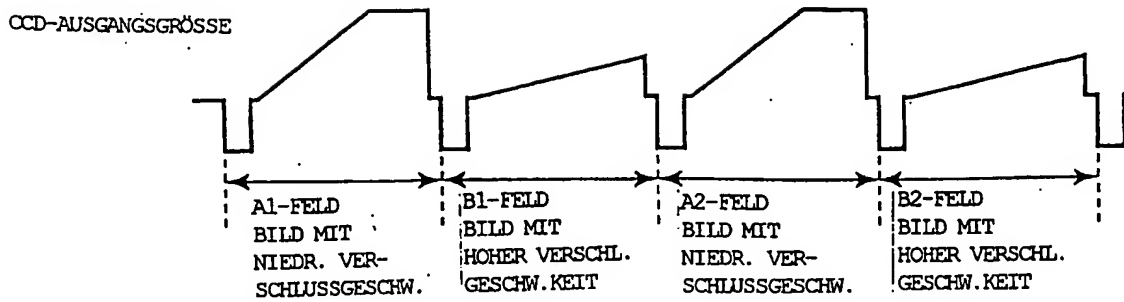 CCD-AUSGANGSGRÖSSE
A1-FELD
BILD MIT
NIEDR. VER-
SCHLUSSGESCHW.
B1-FELD
BILD MIT
HOHER VERSCHL.
GESCHW.KEIT
A2-FELD
BILD MIT
NIEDR. VER-
SCHLUSSGESCHW.
B2-FELD
BILD MIT
HOHER VERSCHL.
GESCHW.KEIT